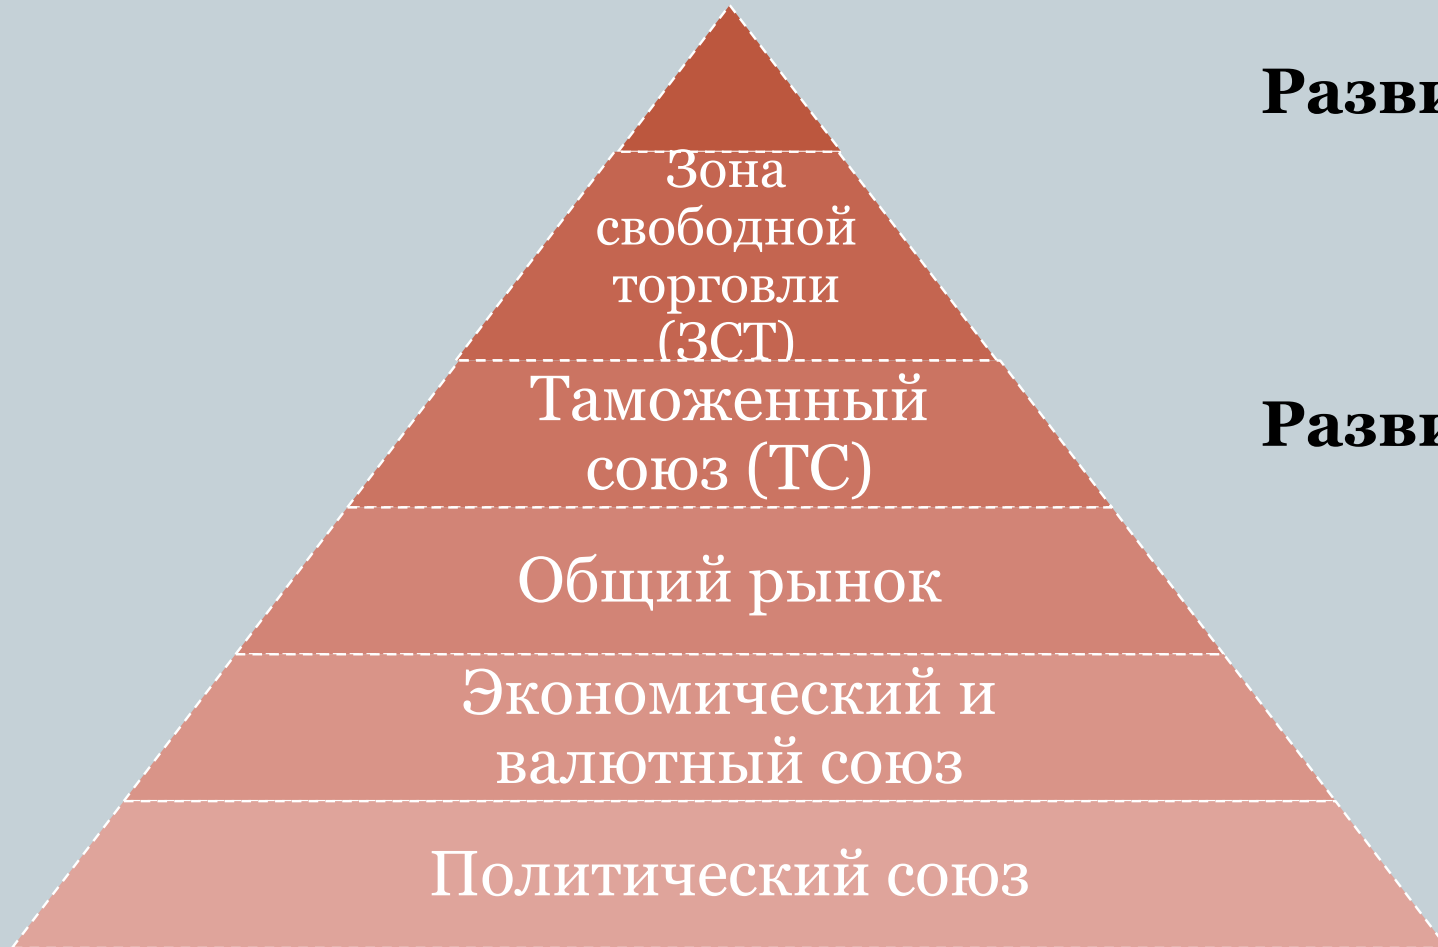 Зона
свободной
торговли
(ЗСТ)
Таможенный
союз (ТС)
Общий рынок
Экономический и
валютный союз
Политический союз